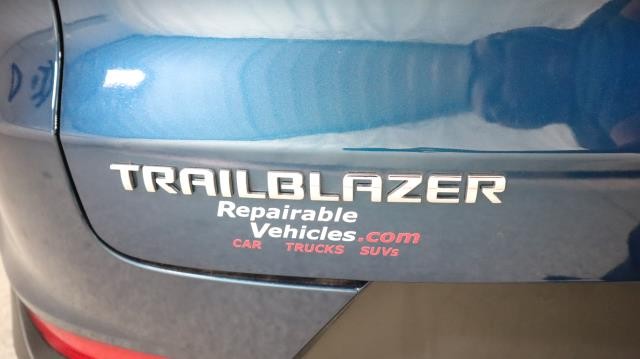 TRAILBLAZER
Repairable
Vehicles.com
CAR TRUCKS SUVs